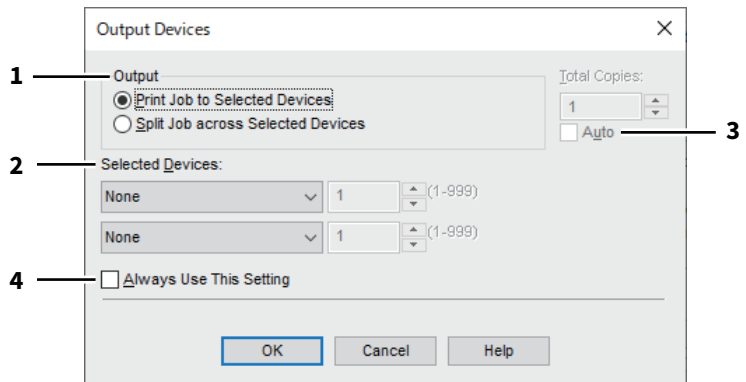 Output Devices
1
Output
Total Copies:
Print Job to Selected Devices
1
Split Job across Selected Devices
Auto
3
2
Selected Devices:
None
1
(1-999)
None
1
(1-999)
4
Always Use This Setting
OK
Cancel
Help